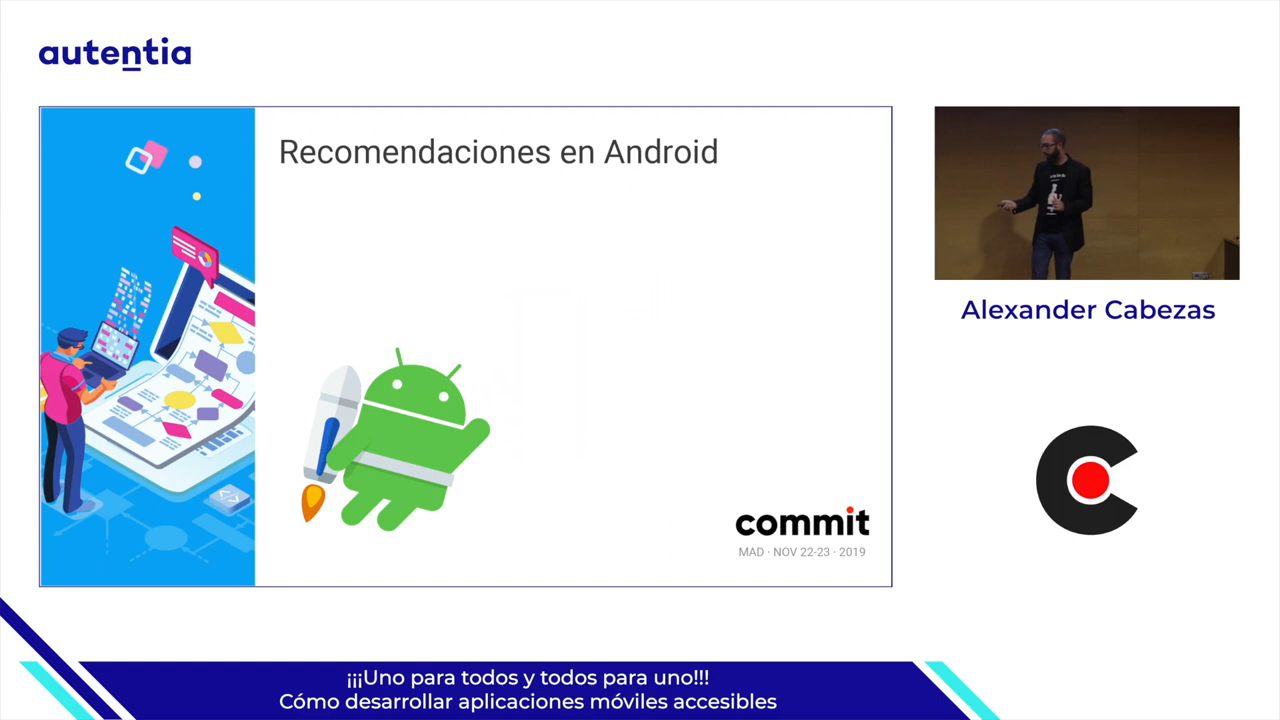 autentia
Recomendaciones en Android
commit
MAD · NOV 22-23 · 2019
Alexander Cabezas
¡¡¡Uno para todos y todos para uno!!!
Cómo desarrollar aplicaciones móviles accesibles